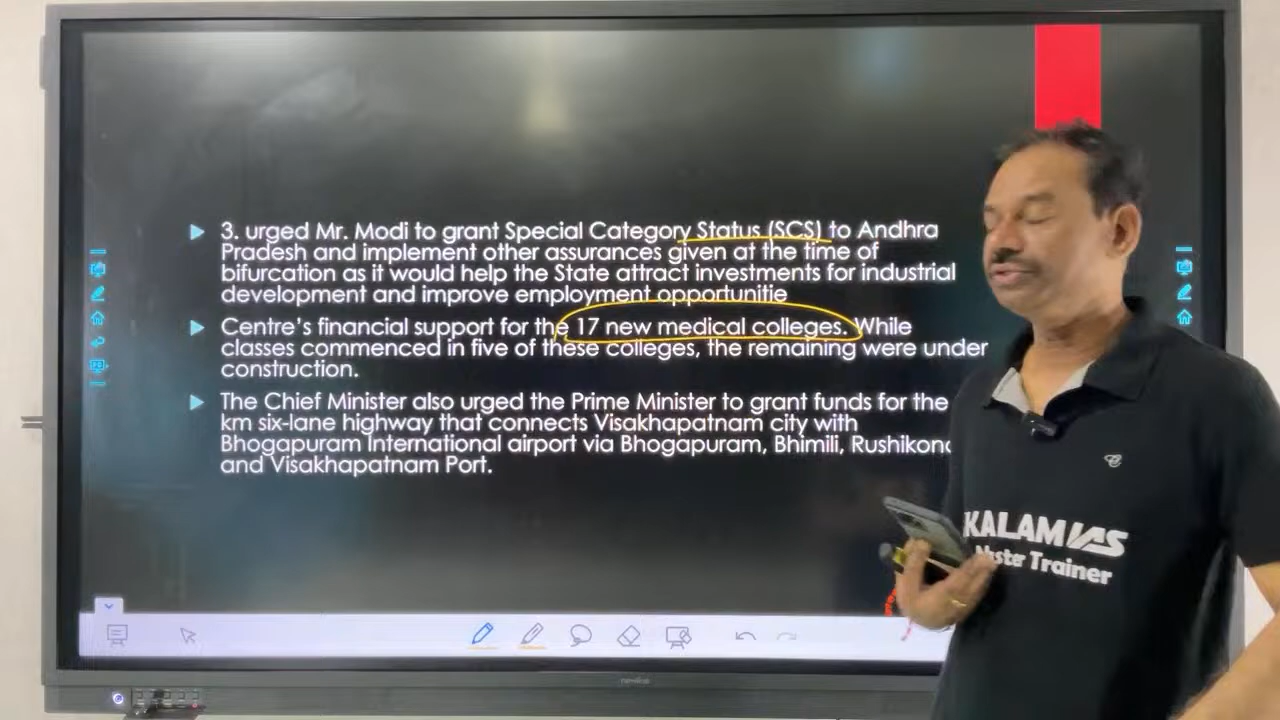 3. urged Mr. Modi to grant Special Category Status (SCS) to Andhra
Pradesh and implement other assurances given at the time of
bifurcation as it would help the State attract investments for industrial
development and improve employment opportunitie
Centre's financial support for the 17 new medical colleges. While
classes commenced in five of these colleges, the remaining were under
construction.
The Chief Minister also urged the Prime Minister to grant funds for the
km six-lane highway that connects Visakhapatnam city with
Bhogapuram International airport via Bhogapuram, Bhimili, Rushikon
and Visakhapatnam Port.
KALAM IAS
Trainer